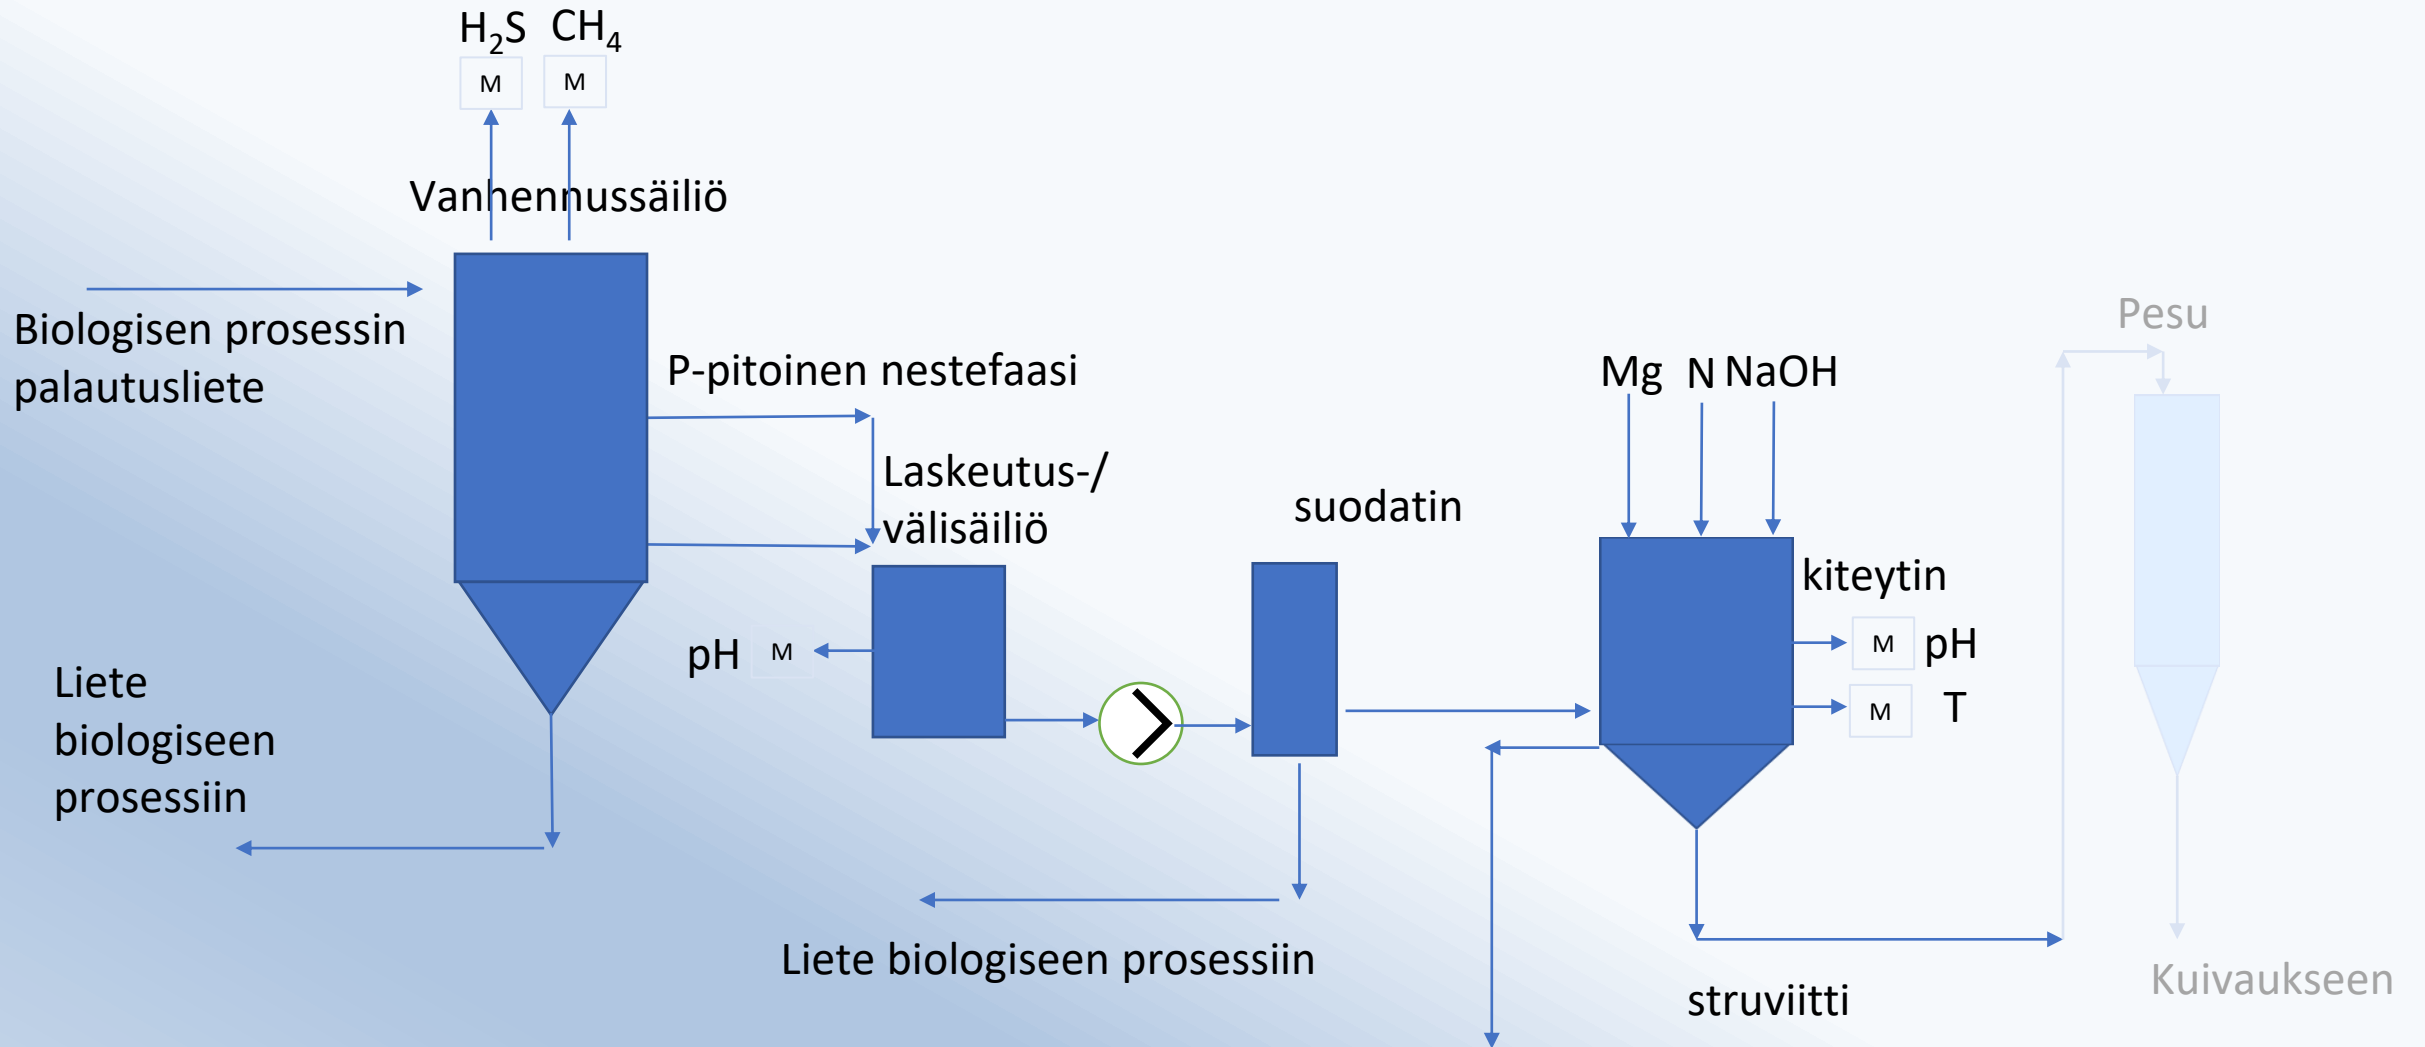 H₂S CH₄
M M
Vanhennussäiliö
Biologisen prosessin
palautusliete
P-pitoinen nestefaasi
Laskeutus-/
välisäiliö
pH M
Liete
biologiseen
prosessiin
suodatin
Liete biologiseen prosessiin
Mg N NaOH
kiteytin
M pH
M T
struviitti
Pesu
Kuivaukseen